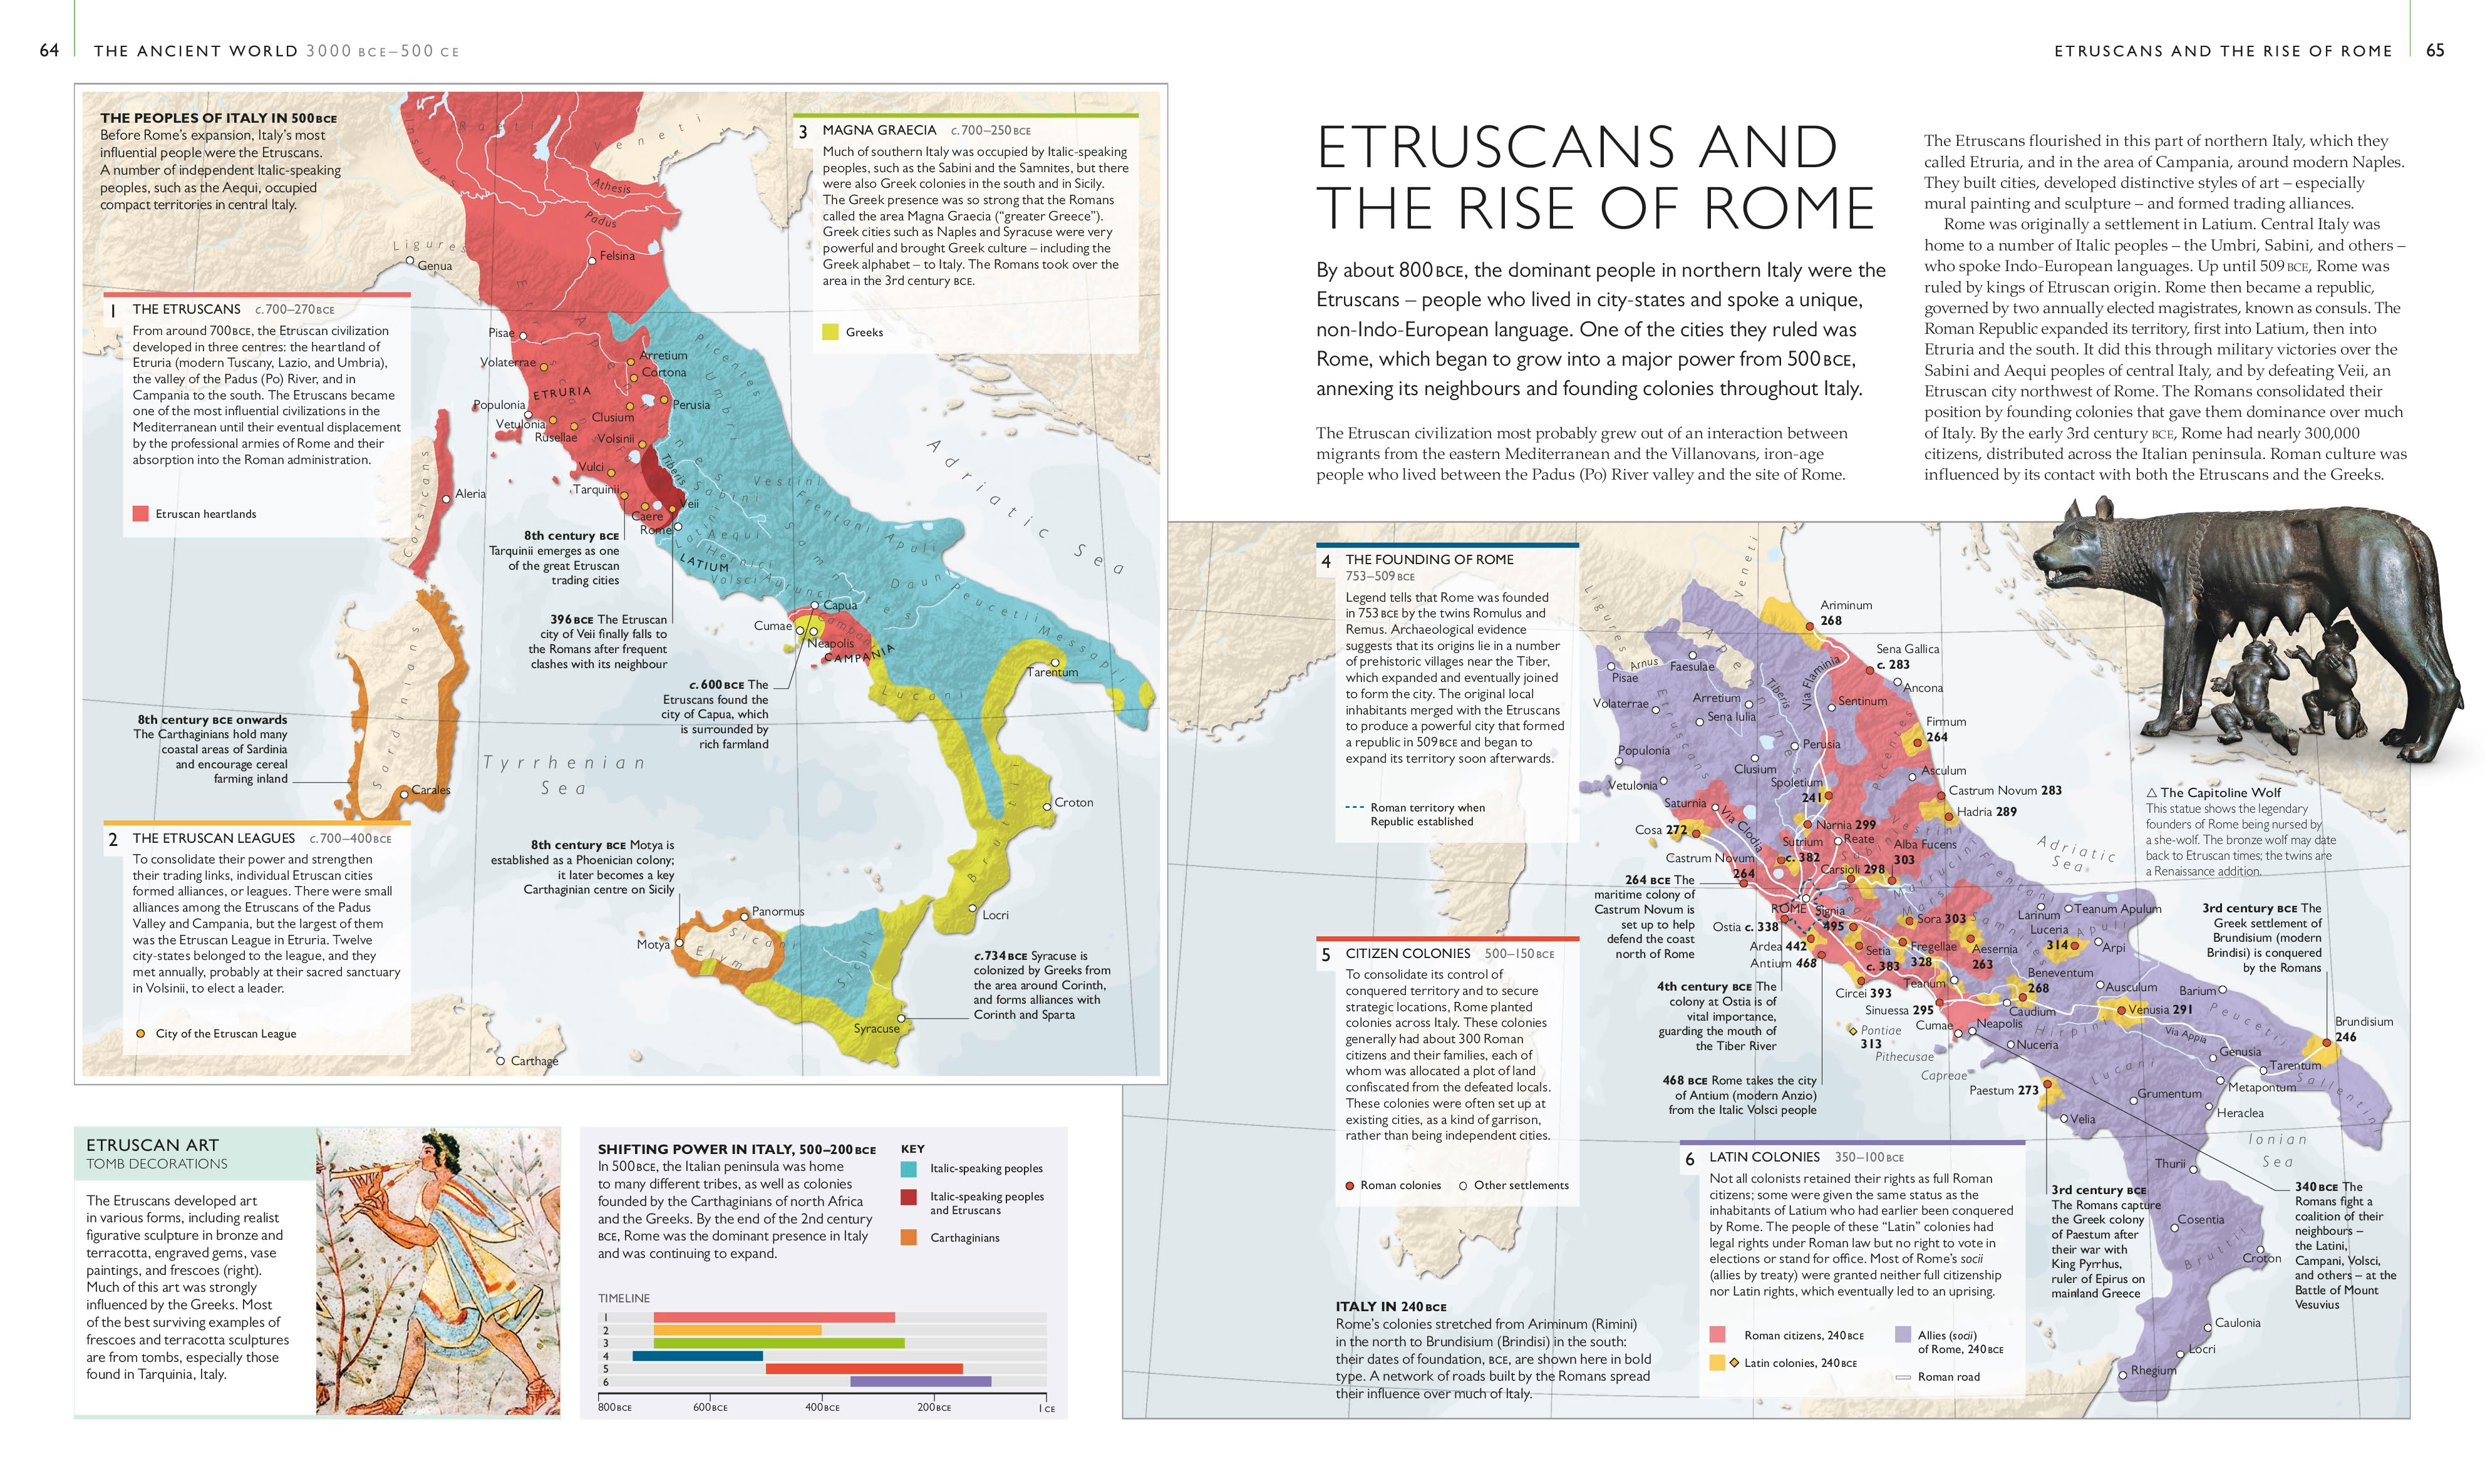 64 THE ANCIENT WORLD 3000 BCE–500 CE
ETRUSCANS AND THE RISE OF ROME 65
THE PEOPLES OF ITALY IN 500 BCE
Before Rome's expansion, Italy's most
influential people were the Etruscans.
A number of independent Italic-speaking
peoples, such as the Aequi, occupied
compact territories in central Italy.
1 THE ETRUSCANS c.700–270 BCE
From around 700 BCE, the Etruscan civilization
developed in three centres: the heartland of
Etruria (modern Tuscany, Lazio, and Umbria),
the valley of the Padus (Po) River, and in
Campania to the south. The Etruscans became
one of the most influential civilizations in the
Mediterranean until their eventual displacement
by the professional armies of Rome and their
absorption into the Roman administration.
Etruscan heartlands
2 THE ETRUSCAN LEAGUES c.700–400 BCE
To consolidate their power and strengthen
their trading links, individual Etruscan cities
formed alliances, or leagues. There were small
alliances among the Etruscans of the Padus
Valley and Campania, but the largest of them
was the Etruscan League in Etruria. Twelve
city-states belonged to the league, and they
met annually, probably at their sacred sanctuary
in Volsinii, to elect a leader.
City of the Etruscan League
3 MAGNA GRAECIA c.700–250 BCE
Much of southern Italy was occupied by Italic-speaking
peoples, such as the Sabini and the Samnites, but there
were also Greek colonies in the south and in Sicily.
The Greek presence was so strong that the Romans
called the area Magna Graecia ("greater Greece").
Greek cities such as Naples and Syracuse were very
powerful and brought Greek culture – including the
Greek alphabet – to Italy. The Romans took over the
area in the 3rd century BCE.
Greeks
Insubres
Raeti
Veneti
Athesis
Padus
Ligures
Genua
Felsina
Etruscans
Apennines
Pisae
Volaterrae
Arretium
Cortona
ETRURIA
Populonia
Perusia
Clusium
Vetulonia
Rusellae
Volsinii
Vulci
Tiberis
Tarquinii
Veii
Caere
Rome
Picentes
Umbri
Sabini
Vestini
Frentani
Latini
Aequi
Hernici
LATIUM
Volsci
Aurunci
Samnites
Apuli
Dauni
Peucetii
Messapii
Adriatic Sea
Corsicans
Aleria
Capua
Cumae
Neapolis
Campani
CAMPANIA
Lucani
Tarentum
Sardinians
Carales
Tyrrhenian
Sea
Croton
Bruttii
Locri
Panormus
Motya
Sicani
Elymi
Siculi
Syracuse
Carthage
8th century BCE
Tarquinii emerges as one
of the great Etruscan
trading cities
396 BCE The Etruscan
city of Veii finally falls to
the Romans after frequent
clashes with its neighbour
c.600 BCE The
Etruscans found the
city of Capua, which
is surrounded by
rich farmland
8th century BCE onwards
The Carthaginians hold many
coastal areas of Sardinia
and encourage cereal
farming inland
8th century BCE Motya is
established as a Phoenician colony;
it later becomes a key
Carthaginian centre on Sicily
c.734 BCE Syracuse is
colonized by Greeks from
the area around Corinth,
and forms alliances with
Corinth and Sparta
ETRUSCAN ART
TOMB DECORATIONS
The Etruscans developed art
in various forms, including realist
figurative sculpture in bronze and
terracotta, engraved gems, vase
paintings, and frescoes (right).
Much of this art was strongly
influenced by the Greeks. Most
of the best surviving examples of
frescoes and terracotta sculptures
are from tombs, especially those
found in Tarquinia, Italy.
SHIFTING POWER IN ITALY, 500–200 BCE
In 500 BCE, the Italian peninsula was home
to many different tribes, as well as colonies
founded by the Carthaginians of north Africa
and the Greeks. By the end of the 2nd century
BCE, Rome was the dominant presence in Italy
and was continuing to expand.
KEY
Italic-speaking peoples
Italic-speaking peoples
and Etruscans
Carthaginians
TIMELINE
1
2
3
4
5
6
800 BCE 600 BCE 400 BCE 200 BCE 1 CE
ETRUSCANS AND
THE RISE OF ROME
By about 800 BCE, the dominant people in northern Italy were the
Etruscans – people who lived in city-states and spoke a unique,
non-Indo-European language. One of the cities they ruled was
Rome, which began to grow into a major power from 500 BCE,
annexing its neighbours and founding colonies throughout Italy.
The Etruscan civilization most probably grew out of an interaction between
migrants from the eastern Mediterranean and the Villanovans, iron-age
people who lived between the Padus (Po) River valley and the site of Rome.
The Etruscans flourished in this part of northern Italy, which they
called Etruria, and in the area of Campania, around modern Naples.
They built cities, developed distinctive styles of art – especially
mural painting and sculpture – and formed trading alliances.
Rome was originally a settlement in Latium. Central Italy was
home to a number of Italic peoples – the Umbri, Sabini, and others –
who spoke Indo-European languages. Up until 509 BCE, Rome was
ruled by kings of Etruscan origin. Rome then became a republic,
governed by two annually elected magistrates, known as consuls. The
Roman Republic expanded its territory, first into Latium, then into
Etruria and the south. It did this through military victories over the
Sabini and Aequi peoples of central Italy, and by defeating Veii, an
Etruscan city northwest of Rome. The Romans consolidated their
position by founding colonies that gave them dominance over much
of Italy. By the early 3rd century BCE, Rome had nearly 300,000
citizens, distributed across the Italian peninsula. Roman culture was
influenced by its contact with both the Etruscans and the Greeks.
4 THE FOUNDING OF ROME
753–509 BCE
Legend tells that Rome was founded
in 753 BCE by the twins Romulus and
Remus. Archaeological evidence
suggests that its origins lie in a number
of prehistoric villages near the Tiber,
which expanded and eventually joined
to form the city. The original local
inhabitants merged with the Etruscans
to produce a powerful city that formed
a republic in 509 BCE and began to
expand its territory soon afterwards.
Roman territory when
Republic established
5 CITIZEN COLONIES 500–150 BCE
To consolidate its control of
conquered territory and to secure
strategic locations, Rome planted
colonies across Italy. These colonies
generally had about 300 Roman
citizens and their families, each of
whom was allocated a plot of land
confiscated from the defeated locals.
These colonies were often set up at
existing cities, as a kind of garrison,
rather than being independent cities.
Roman colonies Other settlements
6 LATIN COLONIES 350–100 BCE
Not all colonists retained their rights as full Roman
citizens; some were given the same status as the
inhabitants of Latium who had earlier been conquered
by Rome. The people of these "Latin" colonies had
legal rights under Roman law but no right to vote in
elections or stand for office. Most of Rome's socii
(allies by treaty) were granted neither full citizenship
nor Latin rights, which eventually led to an uprising.
Roman citizens, 240 BCE
Latin colonies, 240 BCE
Allies (socii)
of Rome, 240 BCE
Roman road
ITALY IN 240 BCE
Rome's colonies stretched from Ariminum (Rimini)
in the north to Brundisium (Brindisi) in the south:
their dates of foundation, BCE, are shown here in bold
type. A network of roads built by the Romans spread
their influence over much of Italy.
△ The Capitoline Wolf
This statue shows the legendary
founders of Rome being nursed by
a she-wolf. The bronze wolf may date
back to Etruscan times; the twins are
a Renaissance addition.
Ligures
Veneti
Apennines
Ariminum
268
Sena Gallica
c. 283
Ancona
Pisae
Arnus
Faesulae
Via Flaminia
Tiberis
Arretium
Sentinum
Volaterrae
Sena Iulia
Firmum
264
Etruscans
Perusia
Picentes
Populonia
Clusium
Asculum
Vetulonia
Spoletium
241
Castrum Novum 283
Saturnia
Via Clodia
Hadria 289
Cosa 272
Narnia 299
Sutrium
c. 382
Reate
Vestini
Alba Fucens
303
Sabini
Castrum Novum
264
Carsioli 298
Marrucini
Frentani
Marsi
Aequi
Samnites
ROME
Signia
495
Ostia c. 338
Sora 303
Ardea 442
Setia
c. 383
Fregellae
328
Aesernia
263
Antium 468
Circei 393
Teanum
Larinum
Teanum Apulum
Luceria
314
Apuli
Arpi
Beneventum
268
Ausculum
Barium
Sinuessa 295
Caudium
Venusia 291
Peucetii
Cumae
Neapolis
Hirpini
Via Appia
Brundisium
246
Pontiae
313
Pithecusae
Nuceria
Genusia
Tarentum
Capreae
Lucani
Metapontum
Sallentini
Paestum 273
Grumentum
Heraclea
Velia
Ionian
Sea
Thurii
Cosentia
Bruttii
Croton
Caulonia
Locri
Rhegium
Adriatic
Sea
264 BCE The
maritime colony of
Castrum Novum is
set up to help
defend the coast
north of Rome
4th century BCE The
colony at Ostia is of
vital importance,
guarding the mouth of
the Tiber River
468 BCE Rome takes the city
of Antium (modern Anzio)
from the Italic Volsci people
3rd century BCE The
Greek settlement of
Brundisium (modern
Brindisi) is conquered
by the Romans
3rd century BCE
The Romans capture
the Greek colony
of Paestum after
their war with
King Pyrrhus,
ruler of Epirus on
mainland Greece
340 BCE The
Romans fight a
coalition of their
neighbours –
the Latini,
Campani, Volsci,
and others – at the
Battle of Mount
Vesuvius